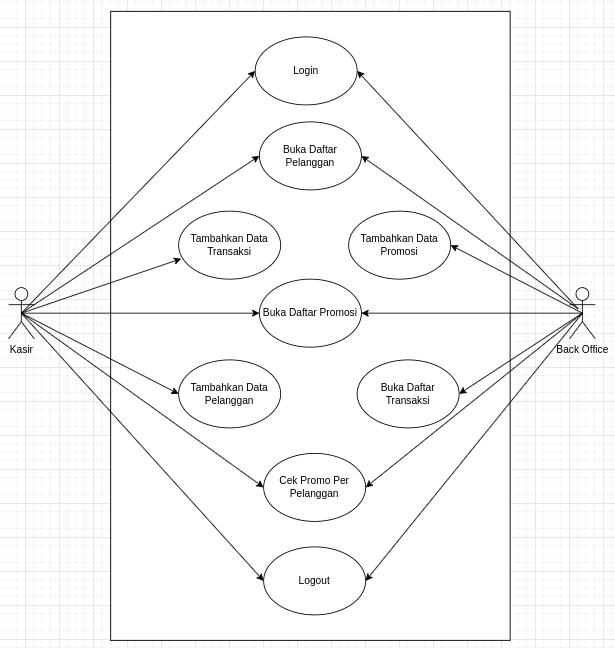 Login
Buka Daftar
Pelanggan
Tambahkan Data
Transaksi
Tambahkan Data
Promosi
Buka Daftar Promosi
Kasir
Back Office
Tambahkan Data
Pelanggan
Buka Daftar
Transaksi
Cek Promo Per
Pelanggan
Logout